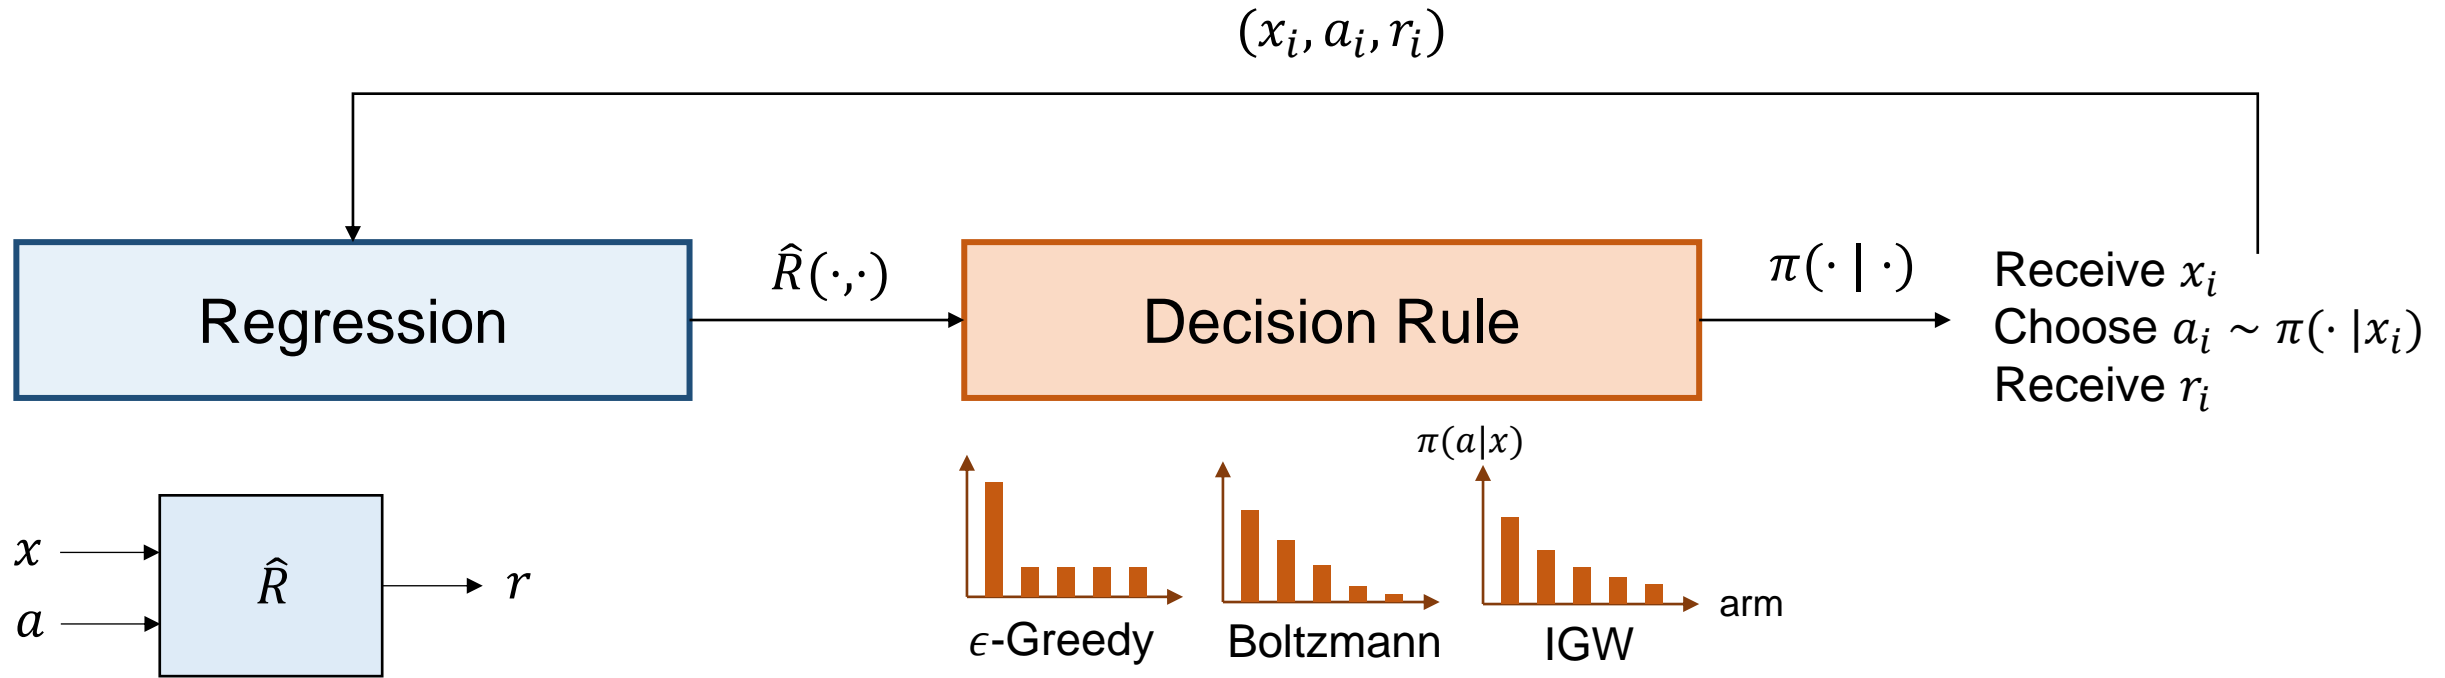 (x_i, a_i, r_i)
Regression
R̂(·,·)
Decision Rule
π(· | ·)
Receive x_i
Choose a_i ~ π(· |x_i)
Receive r_i
x
a
R̂
r
π(a|x)
arm
ϵ-Greedy
Boltzmann
IGW